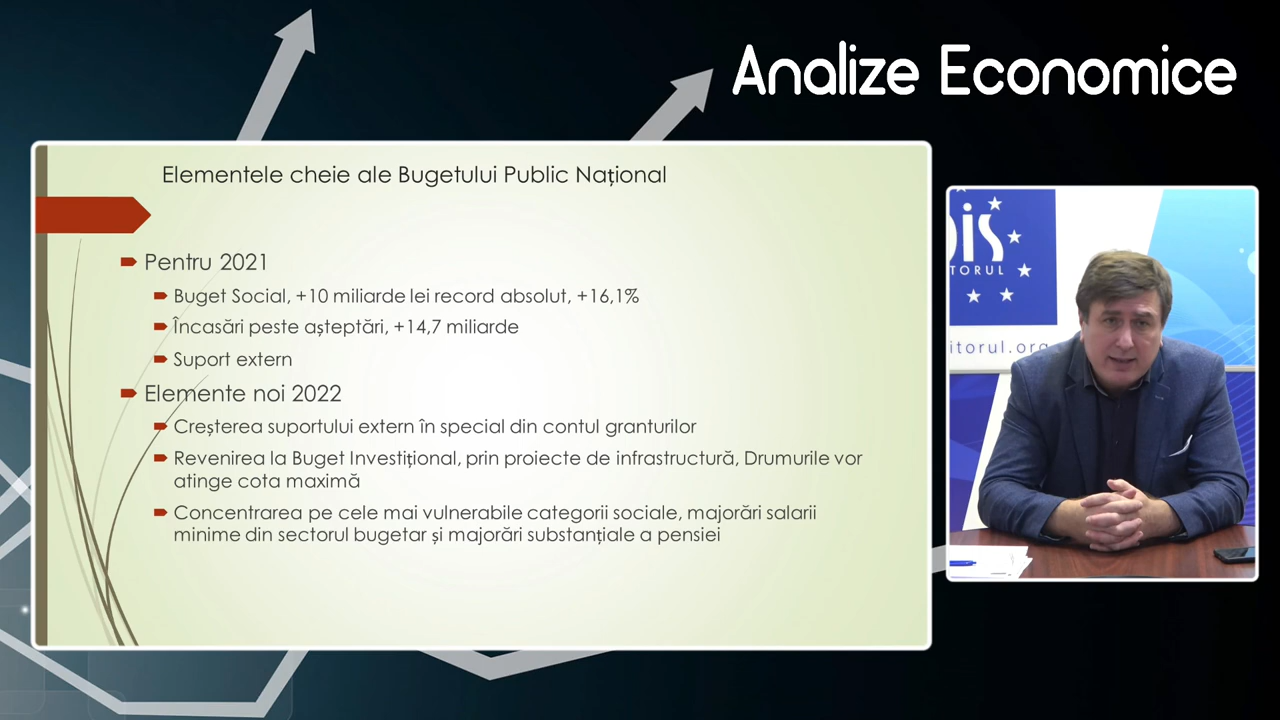 Analize Economice
Elementele cheie ale Bugetului Public Național
Pentru 2021
Buget Social, +10 miliarde lei record absolut, +16,1%
Încasări peste așteptări, +14,7 miliarde
Suport extern
Elemente noi 2022
Creșterea suportului extern în special din contul granturilor
Revenirea la Buget Investițional, prin proiecte de infrastructură, Drumurile vor
atinge cota maximă
Concentrarea pe cele mai vulnerabile categorii sociale, majorări salarii
minime din sectorul bugetar și majorări substanțiale a pensiei
IS
TORUL
itorul.org